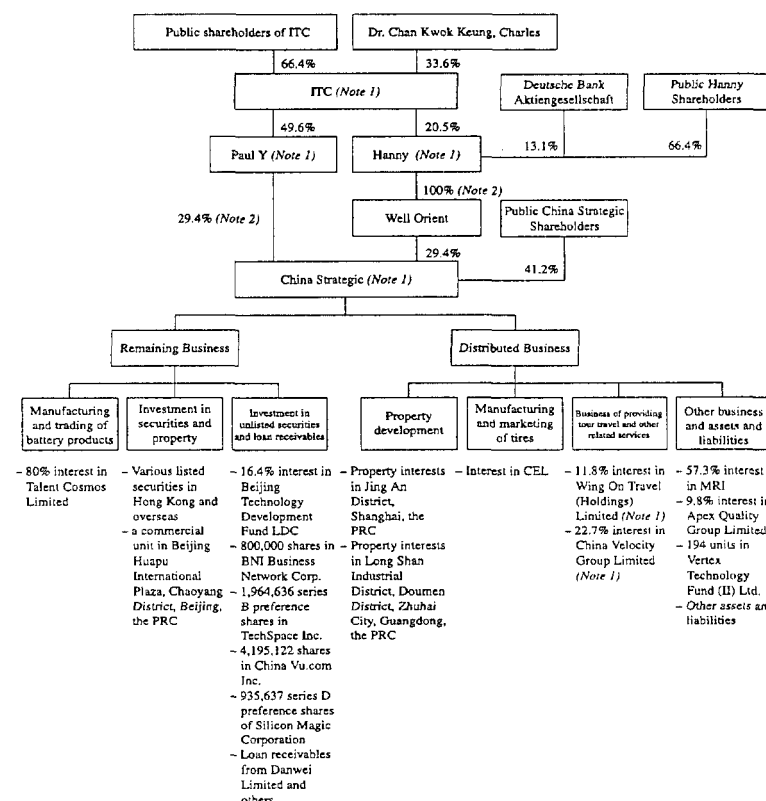 Public shareholders of ITC
Dr. Chan Kwok Keung, Charles
66.4%
33.6%
ITC (Note 1)
Deutsche Bank
Aktiengesellschaft
Public Hanny
Shareholders
49.6%
20.5%
Paul Y (Note 1)
Hanny (Note 1)
13.1%
66.4%
100% (Note 2)
29.4% (Note 2)
Well Orient
Public China Strategic
Shareholders
29.4%
41.2%
China Strategic (Note 1)
Remaining Business
Distributed Business
Manufacturing
and trading of
battery products
Investment in
securities and
property
Investment in
unlisted securities
and loan receivables
Property
development
Manufacturing
and marketing
of tires
Business of providing
tour travel and other
related services
Other business
and assets and
liabilities
– 80% interest in
Talent Cosmos
Limited
– Various listed
securities in
Hong Kong and
overseas
– a commercial
unit in Beijing
Huapu
International
Plaza, Chaoyang
District, Beijing,
the PRC
– 16.4% interest in
Beijing
Technology
Development
Fund LDC
– 800,000 shares in
BNI Business
Network Corp.
– 1,964,636 series
B preference
shares in
TechSpace Inc.
– 4,195,122 shares
in China Vu.com
Inc.
– 935,637 series D
preference shares
of Silicon Magic
Corporation
– Loan receivables
from Danwei
Limited and
others
– Property interests
in Jing An
District,
Shanghai, the
PRC
– Property interests
in Long Shan
Industrial
District, Doumen
District, Zhuhai
City, Guangdong,
the PRC
– Interest in CEL
– 11.8% interest in
Wing On Travel
(Holdings)
Limited (Note 1)
– 22.7% interest in
China Velocity
Group Limited
(Note 1)
– 57.3% interest
in MRI
– 9.8% interest in
Apex Quality
Group Limited
– 194 units in
Vertex
Technology
Fund (II) Ltd.
– Other assets an
liabilities